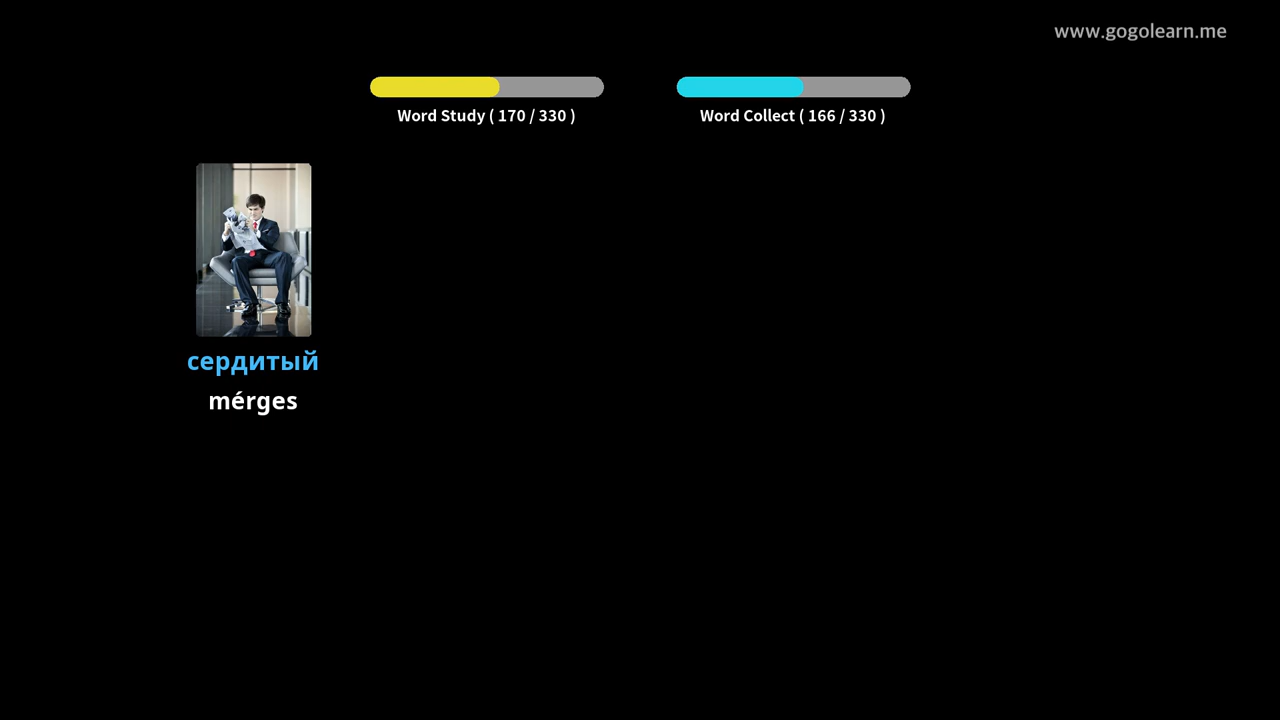 www.gogolearn.me
Word Study ( 170 / 330 )
Word Collect ( 166 / 330 )
сердитый
mérges